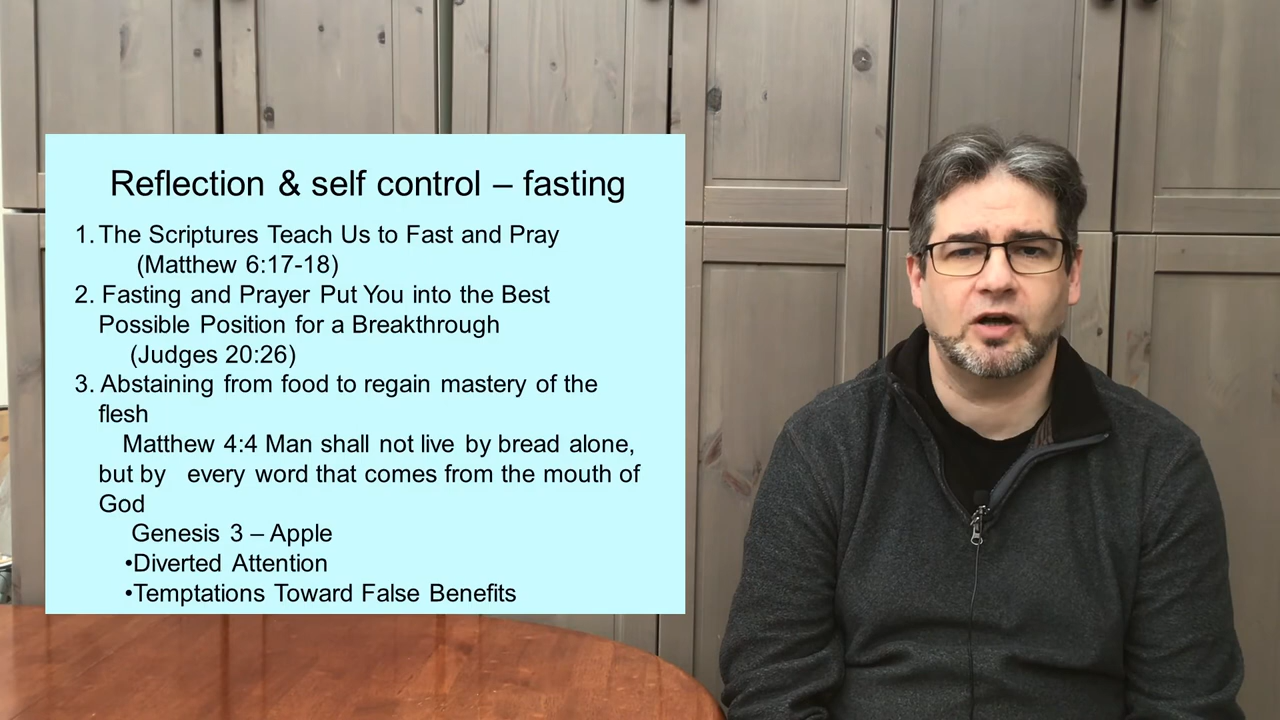 Reflection & self control – fasting
1. The Scriptures Teach Us to Fast and Pray
(Matthew 6:17-18)
2. Fasting and Prayer Put You into the Best
Possible Position for a Breakthrough
(Judges 20:26)
3. Abstaining from food to regain mastery of the
flesh
Matthew 4:4 Man shall not live by bread alone,
but by every word that comes from the mouth of
God
Genesis 3 – Apple
•Diverted Attention
•Temptations Toward False Benefits